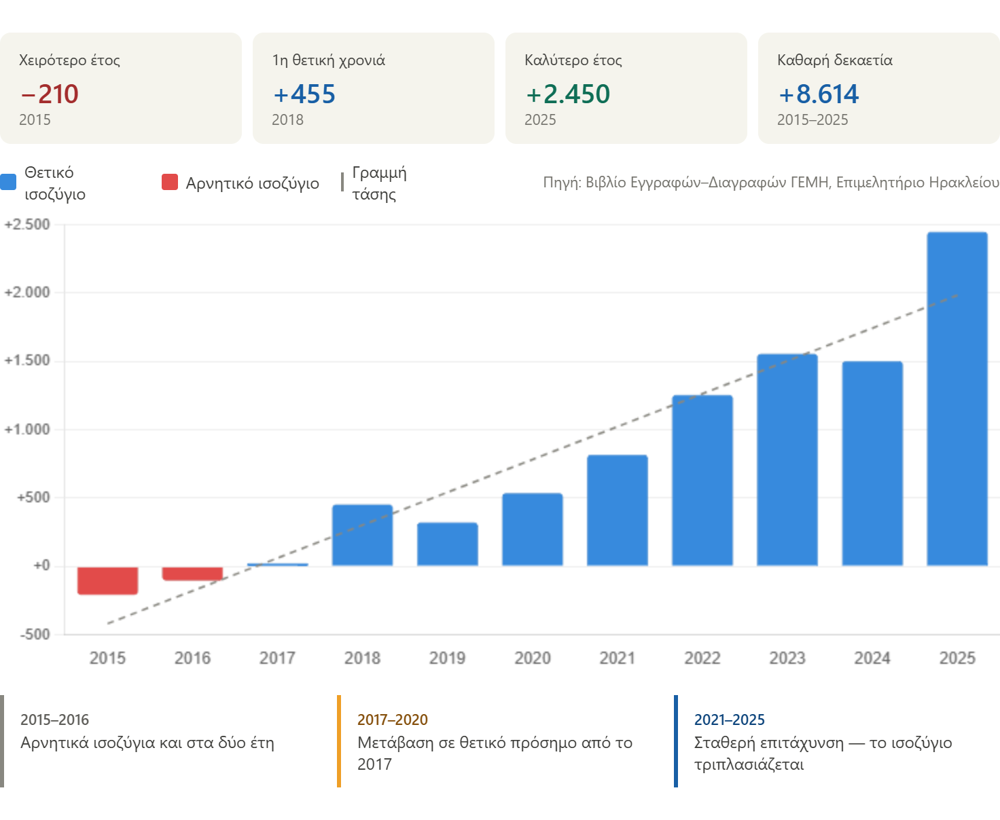 Χειρότερο έτος
−210
2015
1η θετική χρονιά
+455
2018
Καλύτερο έτος
+2.450
2025
Καθαρή δεκαετία
+8.614
2015–2025
Θετικό
ισοζύγιο
Αρνητικό ισοζύγιο
Γραμμή
τάσης
Πηγή: Βιβλίο Εγγραφών–Διαγραφών ΓΕΜΗ, Επιμελητήριο Ηρακλείου
+2.500
+2.000
+1.500
+1.000
+500
+0
-500
2015 2016 2017 2018 2019 2020 2021 2022 2023 2024 2025
2015–2016
Αρνητικά ισοζύγια και στα δύο έτη
2017–2020
Μετάβαση σε θετικό πρόσημο από το
2017
2021–2025
Σταθερή επιτάχυνση — το ισοζύγιο
τριπλασιάζεται